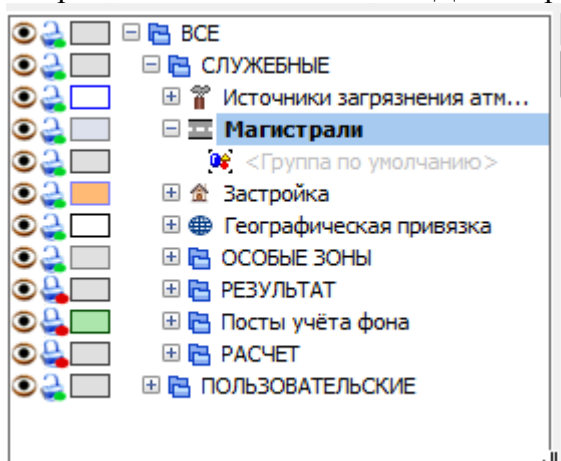 ВСЕ
СЛУЖЕБНЫЕ
Источники загрязнения атм...
Магистрали
<Группа по умолчанию>
Застройка
Географическая привязка
ОСОБЫЕ ЗОНЫ
РЕЗУЛЬТАТ
Посты учёта фона
РАСЧЕТ
ПОЛЬЗОВАТЕЛЬСКИЕ